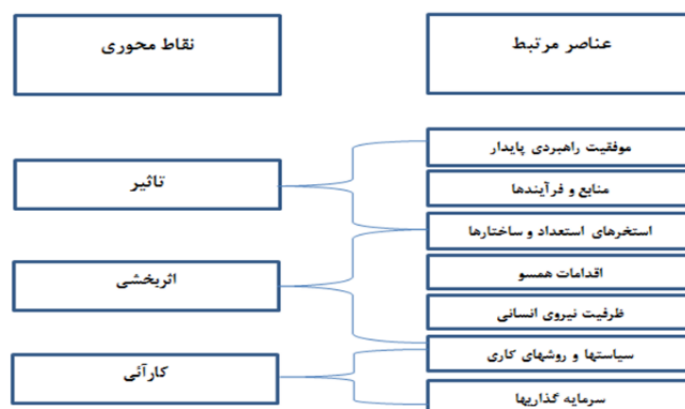 عناصر مرتبط
نقاط محوری
موفقیت راهبردی پایدار
تاثیر
منابع و فرآیندها
استخرهای استعداد و ساختارها
اثربخشی
اقدامات همسو
ظرفیت نیروی انسانی
سیاستها و روشهای کاری
کارآئی
سرمایه گذاریها